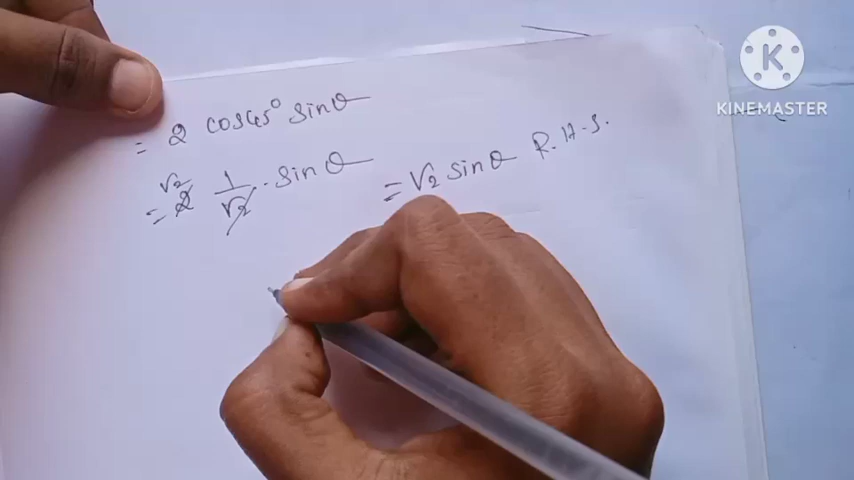 = 2 cos45° sinθ
= √2 2̸ 1/√2 . sinθ = √2 sinθ R.H.S.
K
KINEMASTER